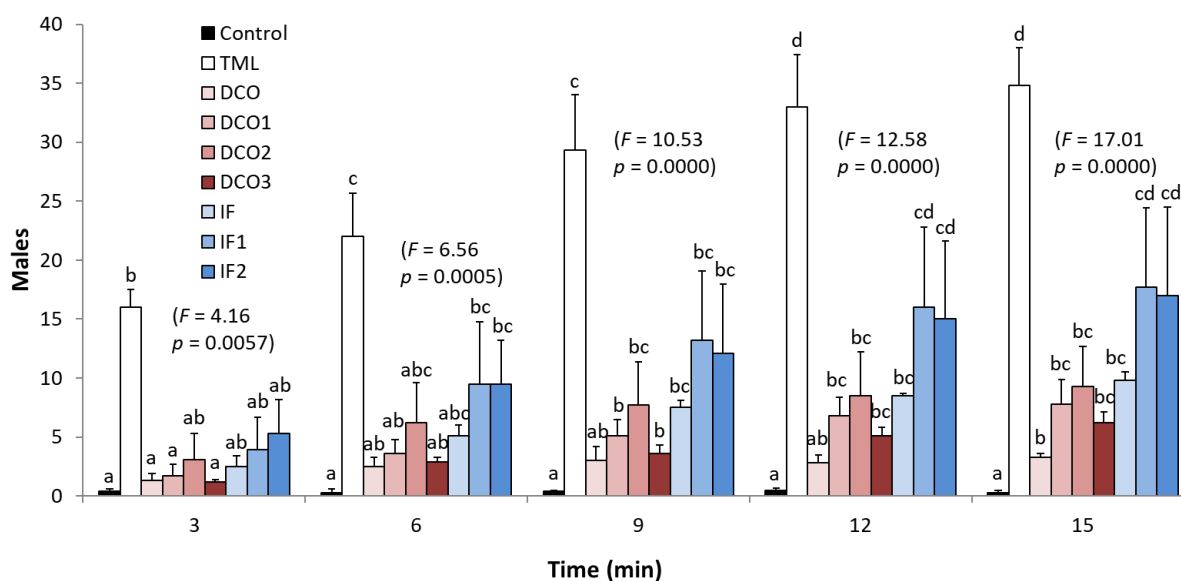 40
35
30
25
20
15
10
5
0
Males
Control
TML
DCO
DCO1
DCO2
DCO3
IF
IF1
IF2
a
b
a
a
ab
a
ab
ab
ab
(F = 4.16
p = 0.0057)
a
c
ab
ab
abc
ab
abc
bc
bc
(F = 6.56
p = 0.0005)
a
c
ab
b
bc
b
bc
bc
bc
(F = 10.53
p = 0.0000)
a
d
ab
bc
bc
bc
bc
cd
cd
(F = 12.58
p = 0.0000)
a
d
b
bc
bc
bc
bc
cd
cd
(F = 17.01
p = 0.0000)
3 6 9 12 15
Time (min)